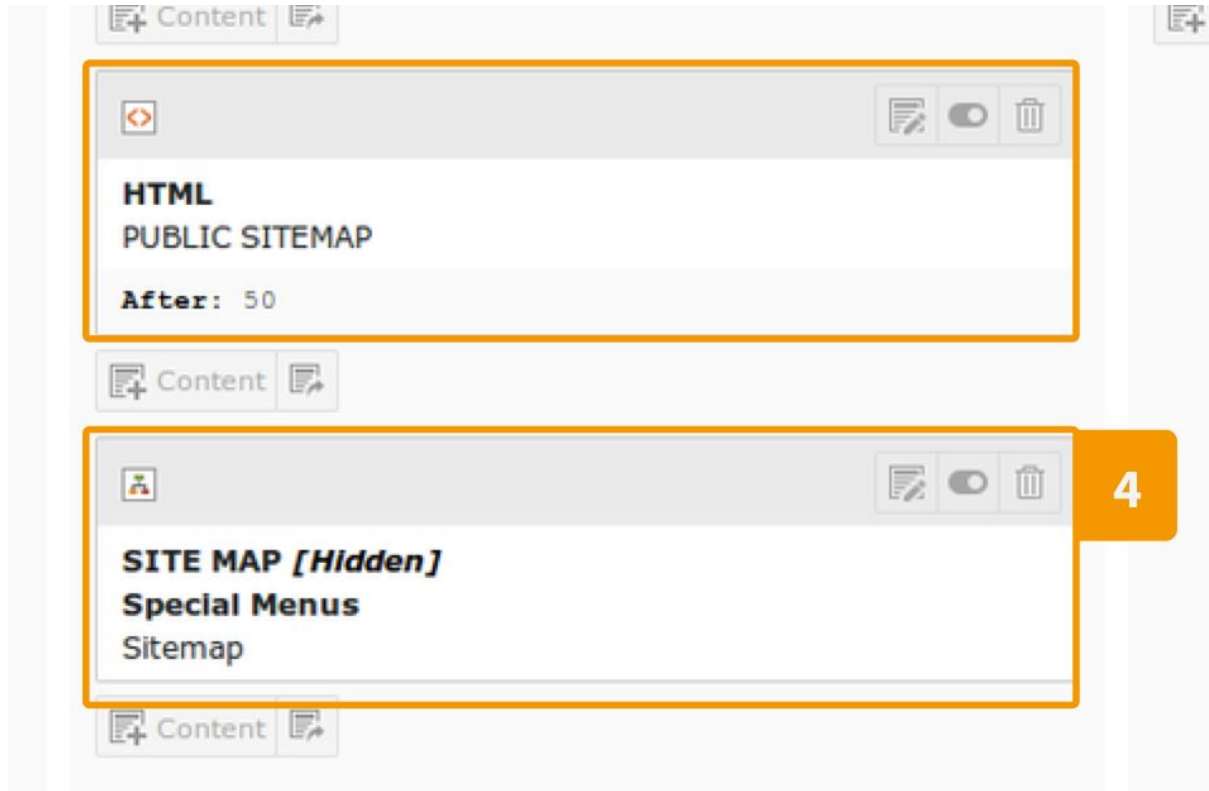 Content
HTML
PUBLIC SITEMAP
After: 50
Content
4
SITE MAP [Hidden]
Special Menus
Sitemap
Content